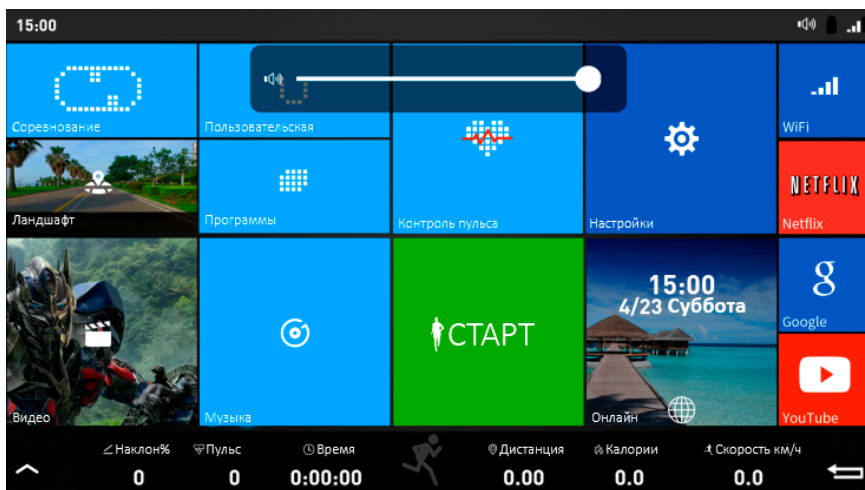 15:00
Соревнование
Пользовательская
WiFi
Ландшафт
Программы
Контроль пульса
Настройки
NETFLIX
Netflix
15:00
4/23 Суббота
СТАРТ
g
Google
Видео
Музыка
Онлайн
YouTube
Наклон% Пульс Время Дистанция Калории Скорость км/ч
0 0 0:00:00 0.00 0.0 0.0